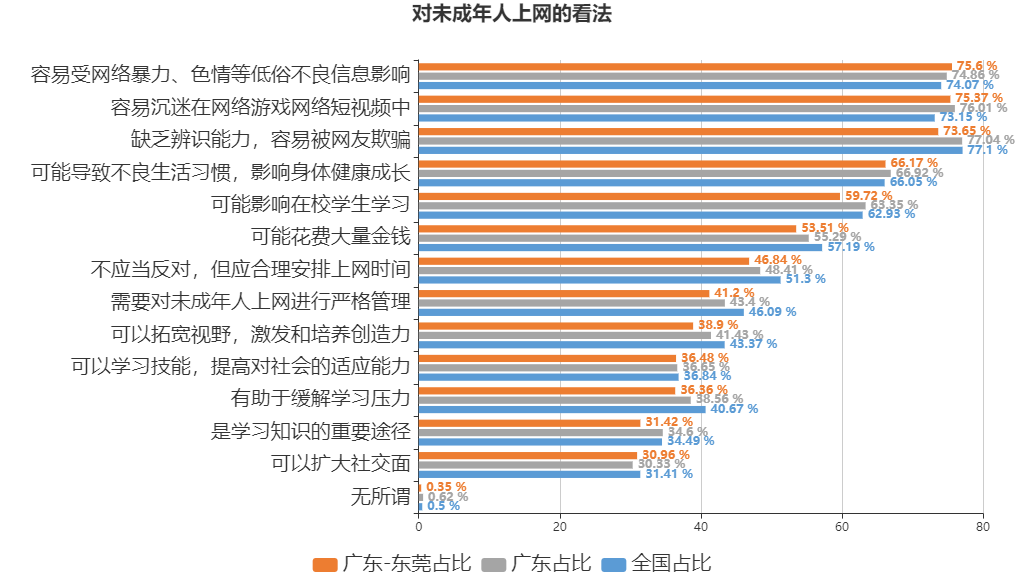 对未成年人上网的看法
容易受网络暴力、色情等低俗不良信息影响
75.6 %
74.86 %
74.07 %
容易沉迷在网络游戏网络短视频中
75.37 %
76.01 %
73.15 %
缺乏辨识能力，容易被网友欺骗
73.65 %
77.04 %
77.1 %
可能导致不良生活习惯，影响身体健康成长
66.17 %
66.92 %
66.05 %
可能影响在校学生学习
59.72 %
63.35 %
62.93 %
可能花费大量金钱
53.51 %
55.29 %
57.19 %
不应当反对，但应合理安排上网时间
46.84 %
48.41 %
51.3 %
需要对未成年人上网进行严格管理
41.2 %
43.4 %
46.09 %
可以拓宽视野，激发和培养创造力
38.9 %
41.43 %
43.37 %
可以学习技能，提高对社会的适应能力
36.48 %
36.65 %
36.84 %
有助于缓解学习压力
36.36 %
38.56 %
40.67 %
是学习知识的重要途径
31.42 %
34.6 %
34.49 %
可以扩大社交面
30.96 %
30.33 %
31.41 %
无所谓
0.35 %
0.62 %
0.5 %
0 20 40 60 80
广东-东莞占比 广东占比 全国占比